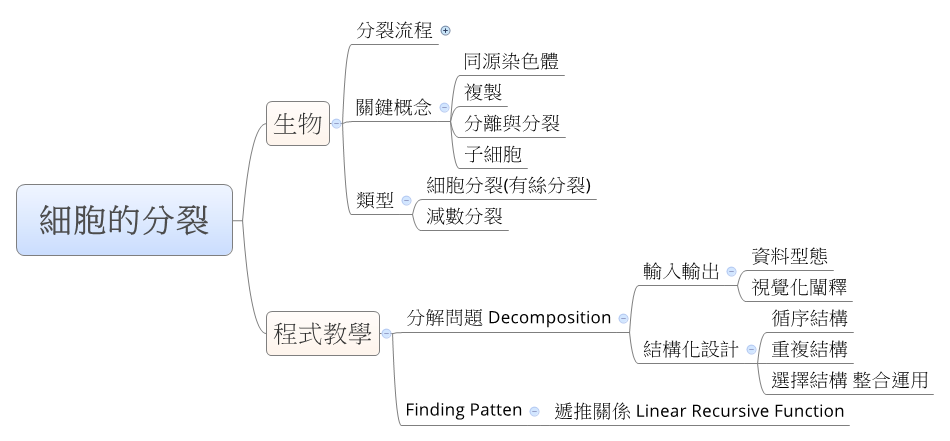 細胞的分裂
生物
分裂流程
關鍵概念
同源染色體
複製
分離與分裂
子細胞
類型
細胞分裂(有絲分裂)
減數分裂
程式教學
分解問題 Decomposition
輸入輸出
資料型態
視覺化闡釋
結構化設計
循序結構
重複結構
選擇結構 整合運用
Finding Patten
遞推關係 Linear Recursive Function